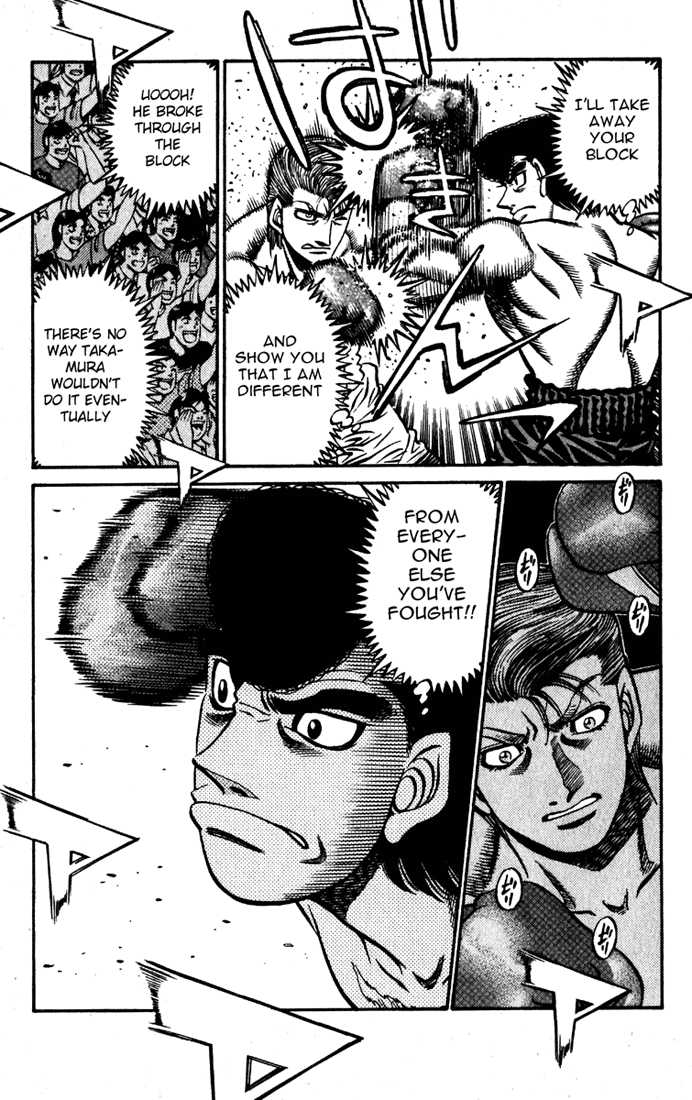 I'LL TAKE
AWAY
YOUR
BLOCK
AND
SHOW YOU
THAT I AM
DIFFERENT
UOOOH!
HE BROKE
THROUGH
THE
BLOCK
THERE'S NO
WAY TAKA-
MURA
WOULDN'T
DO IT EVEN-
TUALLY
FROM
EVERY-
ONE
ELSE
YOU'VE
FOUGHT!!
?